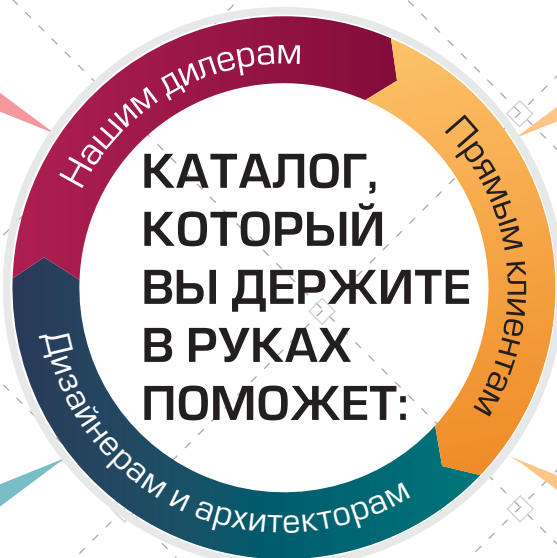 Нашим дилерам
Прямым клиентам
КАТАЛОГ,
КОТОРЫЙ
ВЫ ДЕРЖИТЕ
В РУКАХ
ПОМОЖЕТ:
Дизайнерам и архитекторам